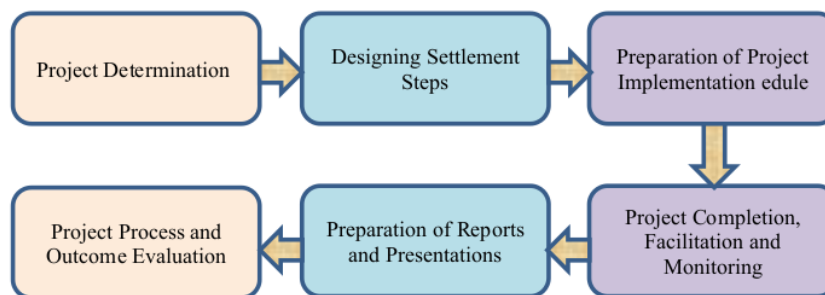 Project Determination
Designing Settlement
Steps
Preparation of Project
Implementation edule
Project Completion,
Facilitation and
Monitoring
Preparation of Reports
and Presentations
Project Process and
Outcome Evaluation